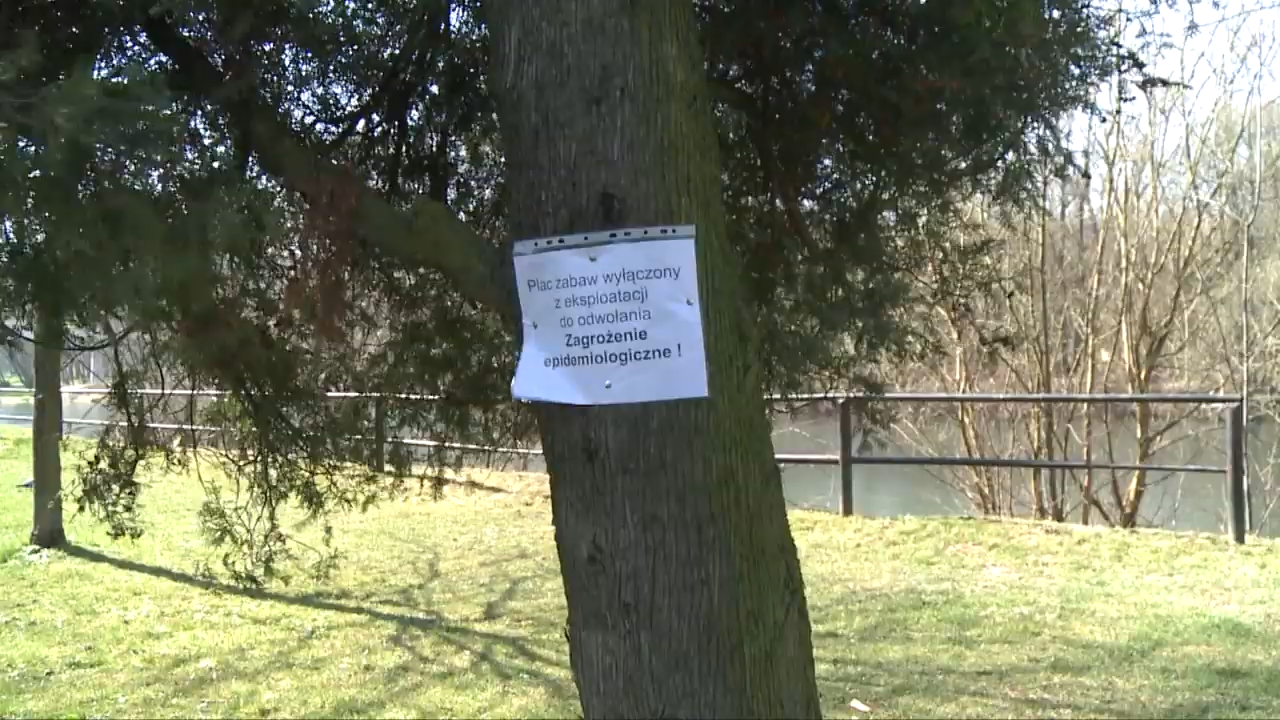 Plac zabaw wyłączony
z eksploatacji
do odwołania
Zagrożenie
epidemiologiczne !